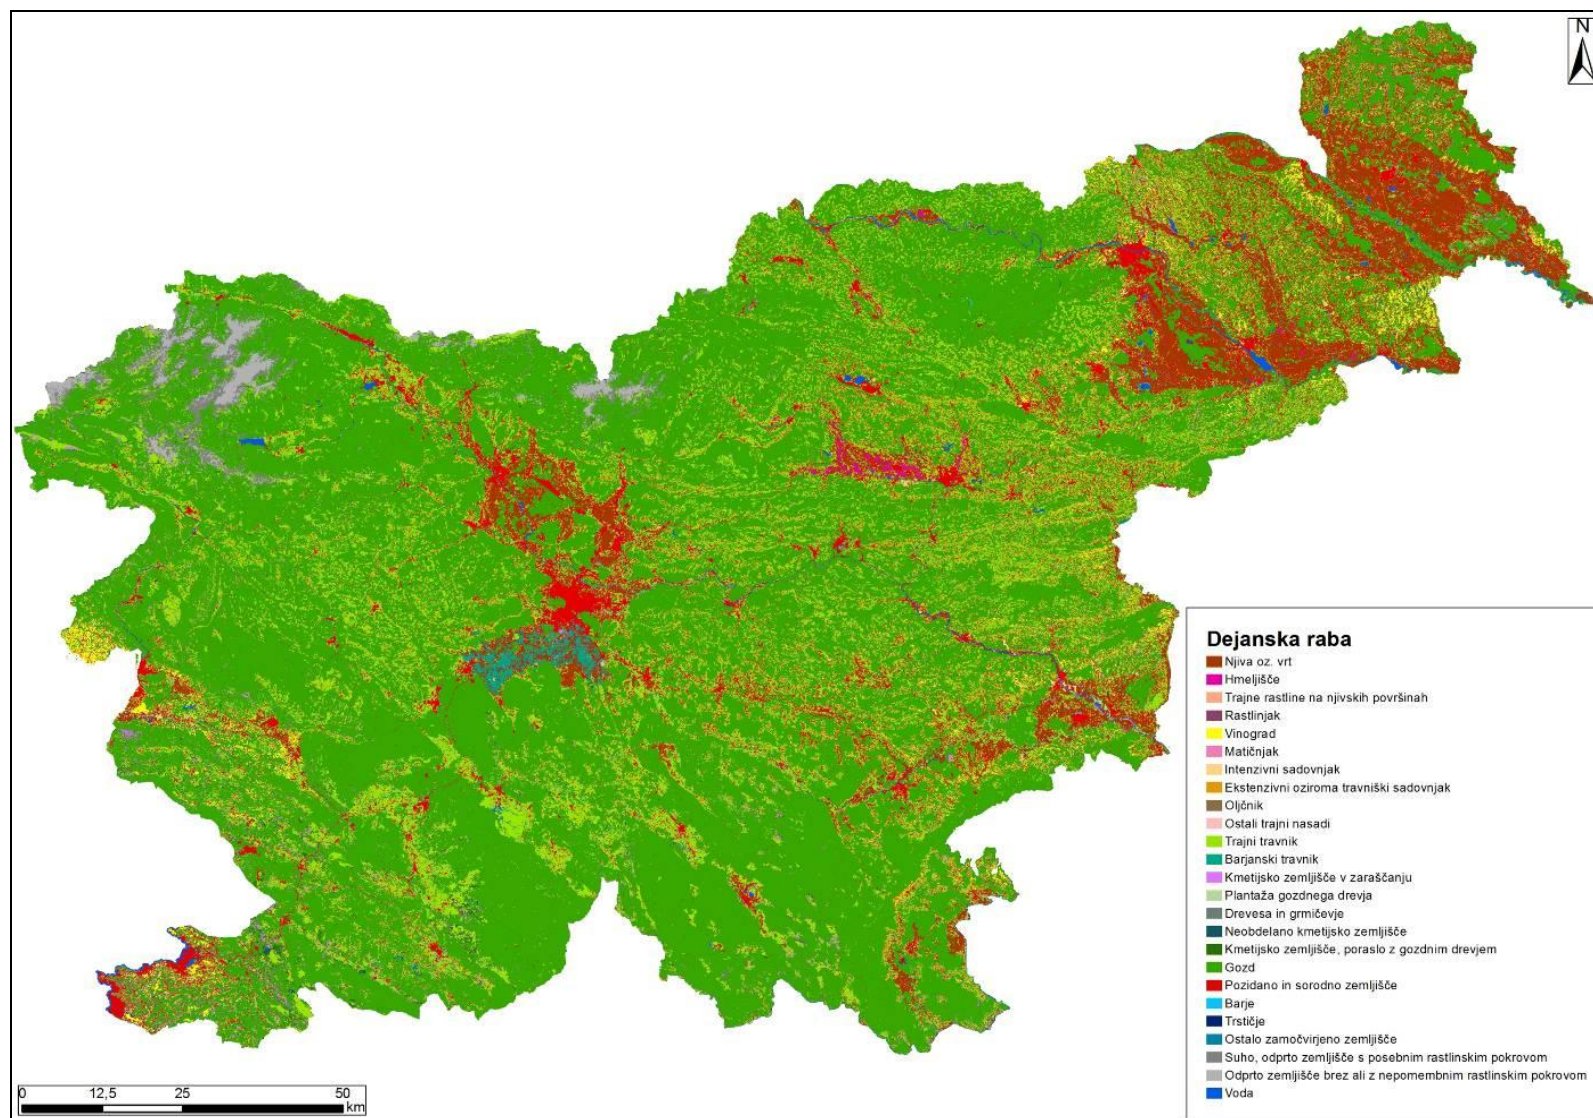 N
Dejanska raba
Njiva oz. vrt
Hmeljišče
Trajne rastline na njivskih površinah
Rastlinjak
Vinograd
Matičnjak
Intenzivni sadovnjak
Ekstenzivni oziroma travniški sadovnjak
Oljčnik
Ostali trajni nasadi
Trajni travnik
Barjanski travnik
Kmetijsko zemljišče v zaraščanju
Plantaža gozdnega drevja
Drevesa in grmičevje
Neobdelano kmetijsko zemljišče
Kmetijsko zemljišče, poraslo z gozdnim drevjem
Gozd
Pozidano in sorodno zemljišče
Barje
Trstičje
Ostalo zamočvirjeno zemljišče
Suho, odprto zemljišče s posebnim rastlinskim pokrovom
Odprto zemljišče brez ali z nepomembnim rastlinskim pokrovom
Voda
0 12,5 25 50
km